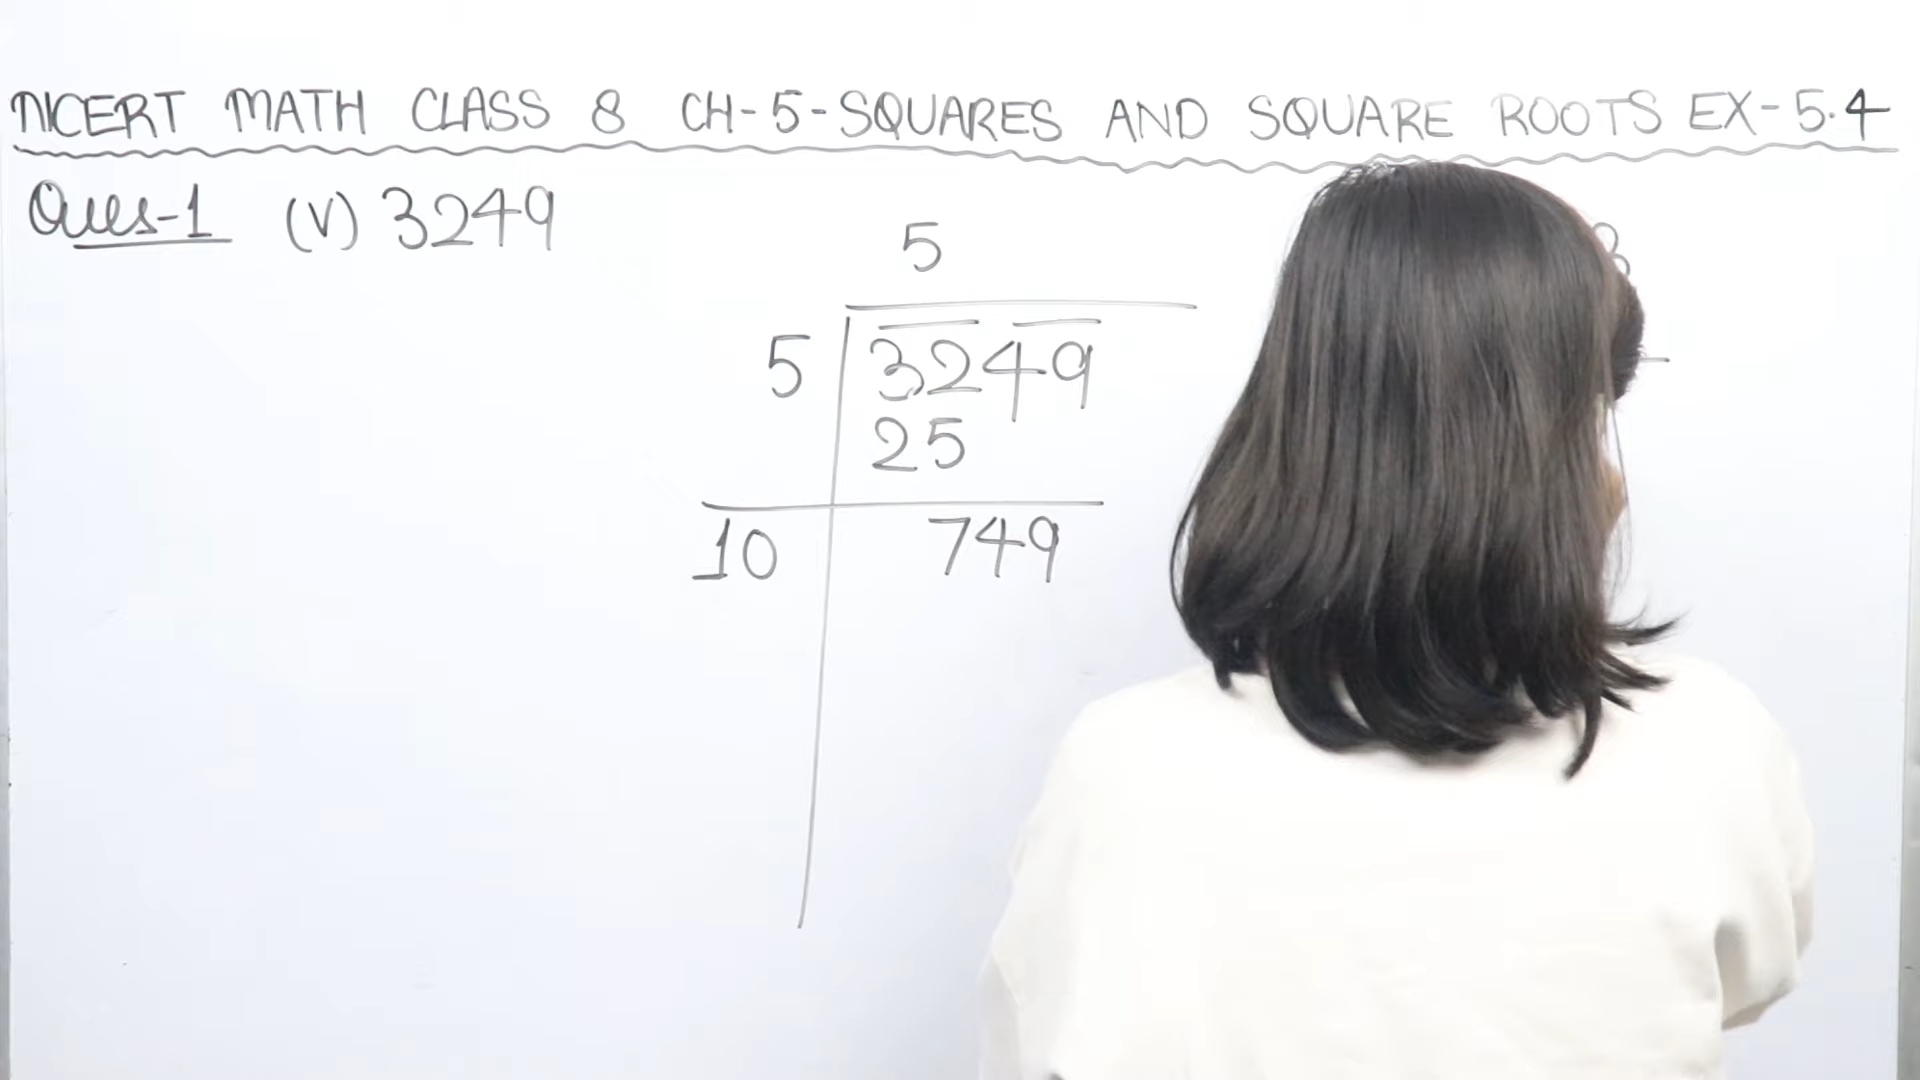 NCERT MATH CLASS 8 CH-5-SQUARES AND SQUARE ROOTS EX-5.4
Ques-1 (V) 3249
5
5 3249
25
10 749